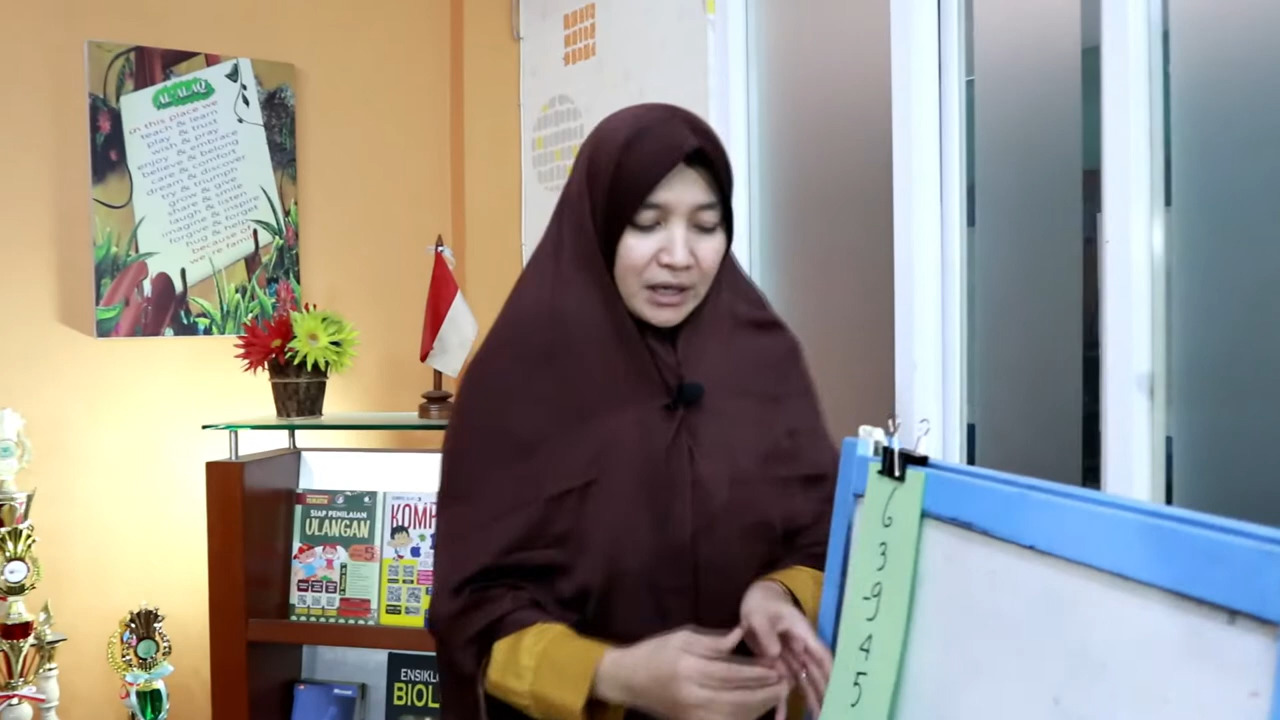 AL'ALAQ
in this place we
teach & learn
play & trust
wish & pray
enjoy & embrace
believe & belong
care & comfort
dream & discover
try & triumph
grow & give
share & smile
laugh & listen
imagine & inspire
forgive & forget
hug & help
because of
we're family
SIAP PENILAIAN
ULANGAN
5
KOMP
ENSIKL
BIOL
6
3
9
4
5